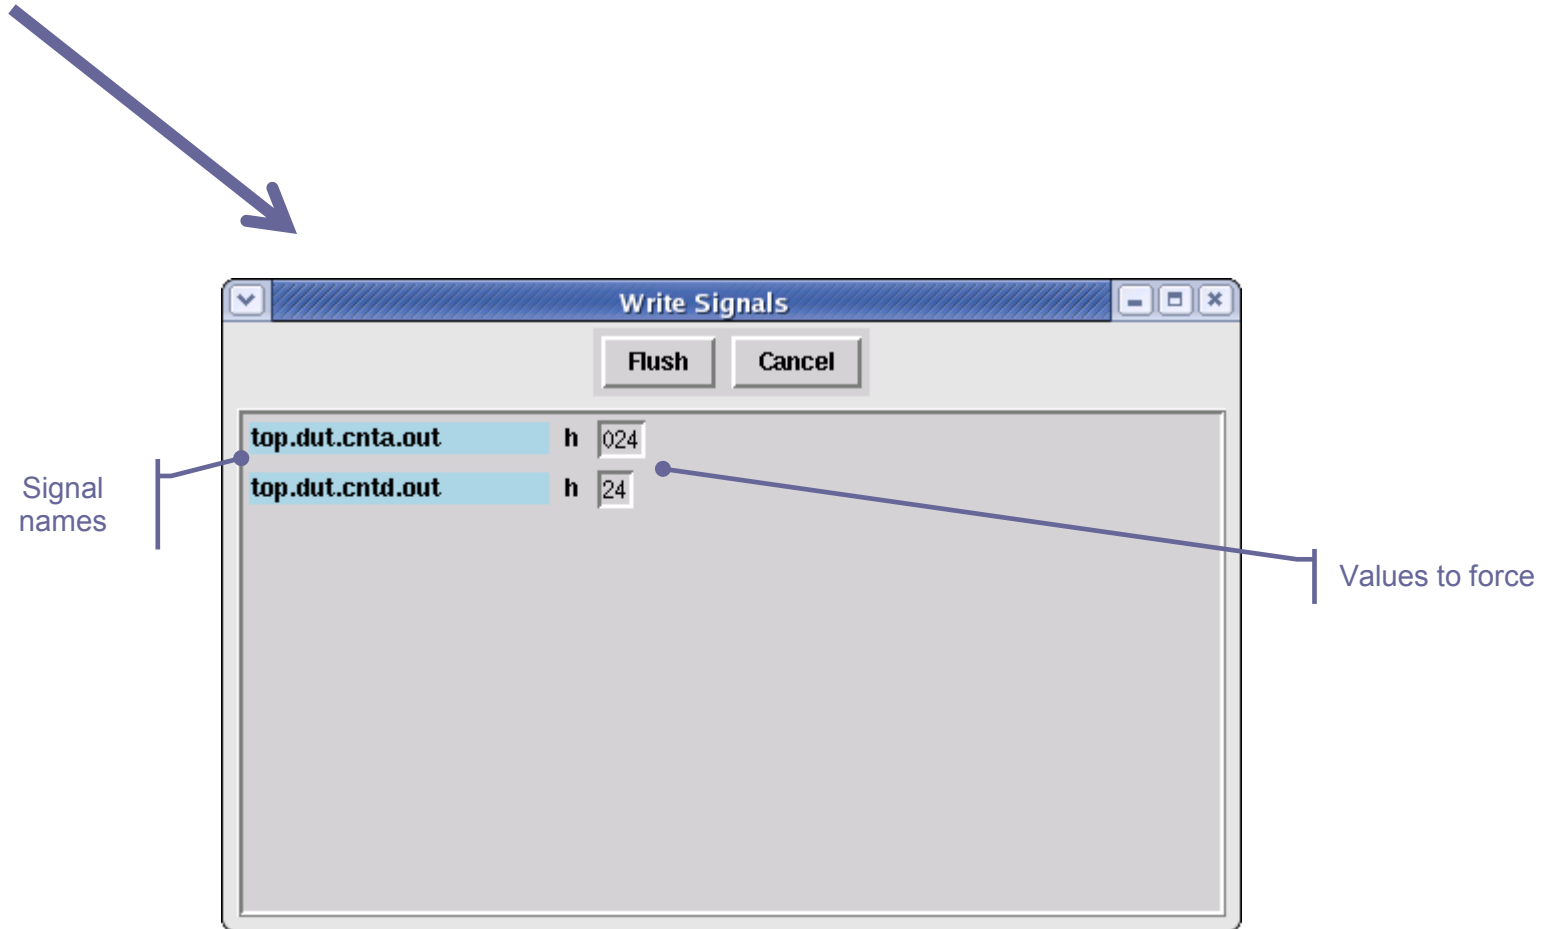 Write Signals
Flush Cancel
top.dut.cnta.out h 024
top.dut.cntd.out h 24
Signal
names
Values to force